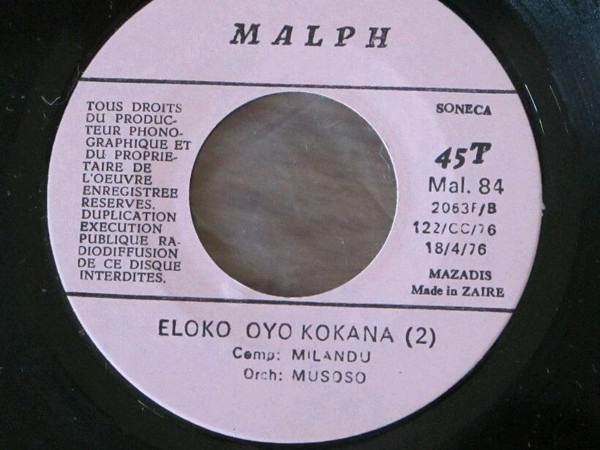 MALPH
TOUS DROITS
DU PRODUC-
TEUR PHONO-
GRAPHIQUE ET
DU PROPRIE-
TAIRE DE
L'OEUVRE
ENREGISTREE
RESERVES.
DUPLICATION
EXECUTION
PUBLIQUE RA-
DIODIFFUSION
DE CE DISQUE
INTERDITES.
SONECA
45T
Mal. 84
2063F/B
122/CC/76
18/4/76
MAZADIS
Made in ZAIRE
ELOKO OYO KOKANA (2)
Comp: MILANDU
Orch: MUSOSO